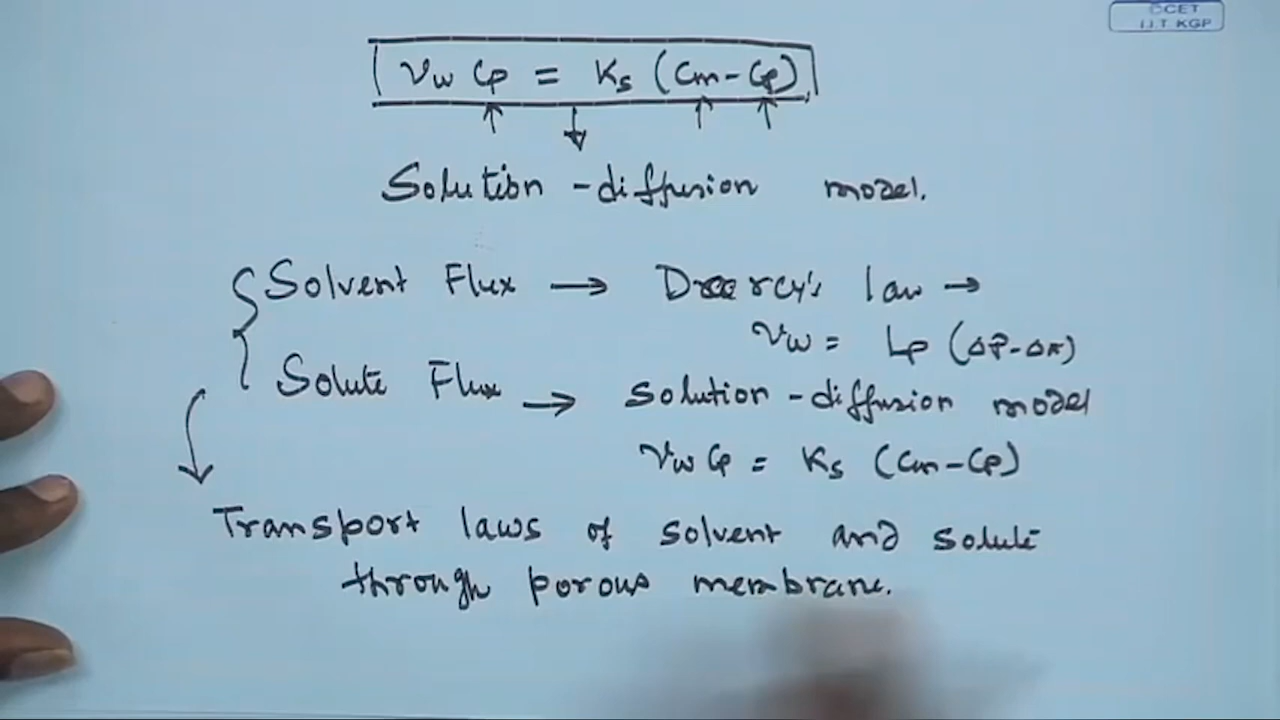 ©CET
I.I.T. KGP
Vw Cp = Ks (Cm-Cp)
Solution-diffusion model.
Solvent Flux → Darcy's law →
Vw = Lp (ΔP-Δπ)
Solute Flux → solution-diffusion model
Vw Cp = Ks (Cm-Cp)
Transport laws of solvent and solute
through porous membrane.